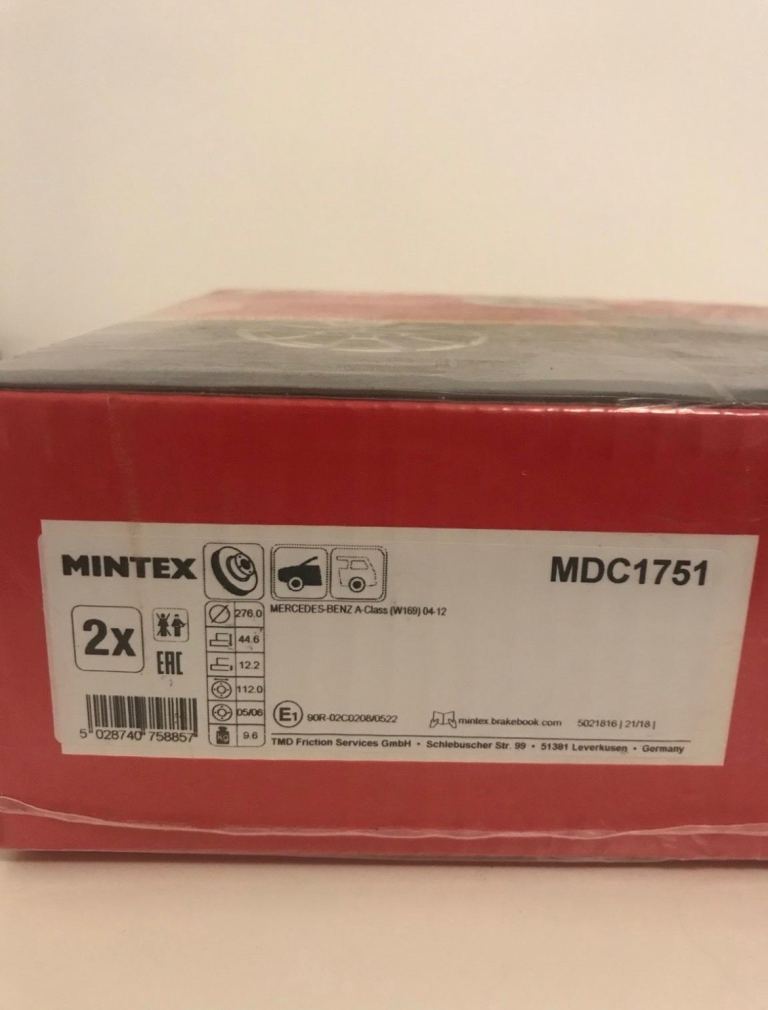 MINTEX
MDC1751
2x
EAC
5 028740 758857
276.0
44.6
12.2
112.0
05/06
KG 9.6
MERCEDES-BENZ A-Class (W169) 04-12
E1 90R-02C0208/0522
mintex.brakebook.com
5021816 | 21/18 |
TMD Friction Services GmbH • Schlebuscher Str. 99 • 51381 Leverkusen • Germany